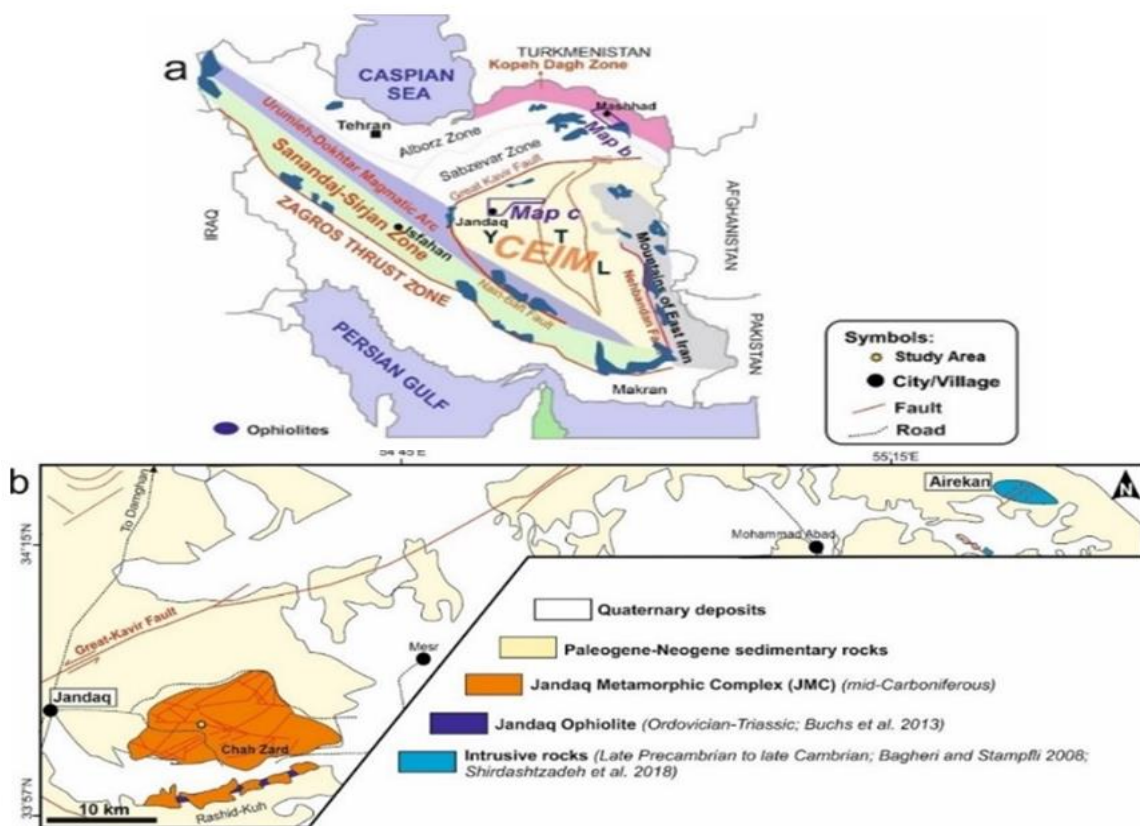 a
CASPIAN
SEA
TURKMENISTAN
Kopeh Dagh Zone
Mashhad
Map b
Tehran
Alborz Zone
Sabzevar Zone
Great Kavir Fault
Urumieh-Dokhtar Magmatic Arc
Sanandaj-Sirjan Zone
ZAGROS THRUST ZONE
Isfahan
Jandaq
Map c
Y
T
L
CEIM
Nain-Baft Fault
Nehbandan Fa
Mountains of East Iran
IRAQ
AFGHANISTAN
PAKISTAN
PERSIAN GULF
Makran
Ophiolites
Symbols:
Study Area
City/Village
Fault
Road
55°15'E
b
To Damghan
34°15N
Great-Kavir Fault
Airekan
N
Mohammad Abad
Mesr
Jandaq
Chah Zard
Rashid-Kuh
33°57'N
10 km
Quaternary deposits
Paleogene-Neogene sedimentary rocks
Jandaq Metamorphic Complex (JMC) (mid-Carboniferous)
Jandaq Ophiolite (Ordovician-Triassic; Buchs et al. 2013)
Intrusive rocks (Late Precambrian to late Cambrian; Bagheri and Stampfli 2008;
Shirdashtzadeh et al. 2018)